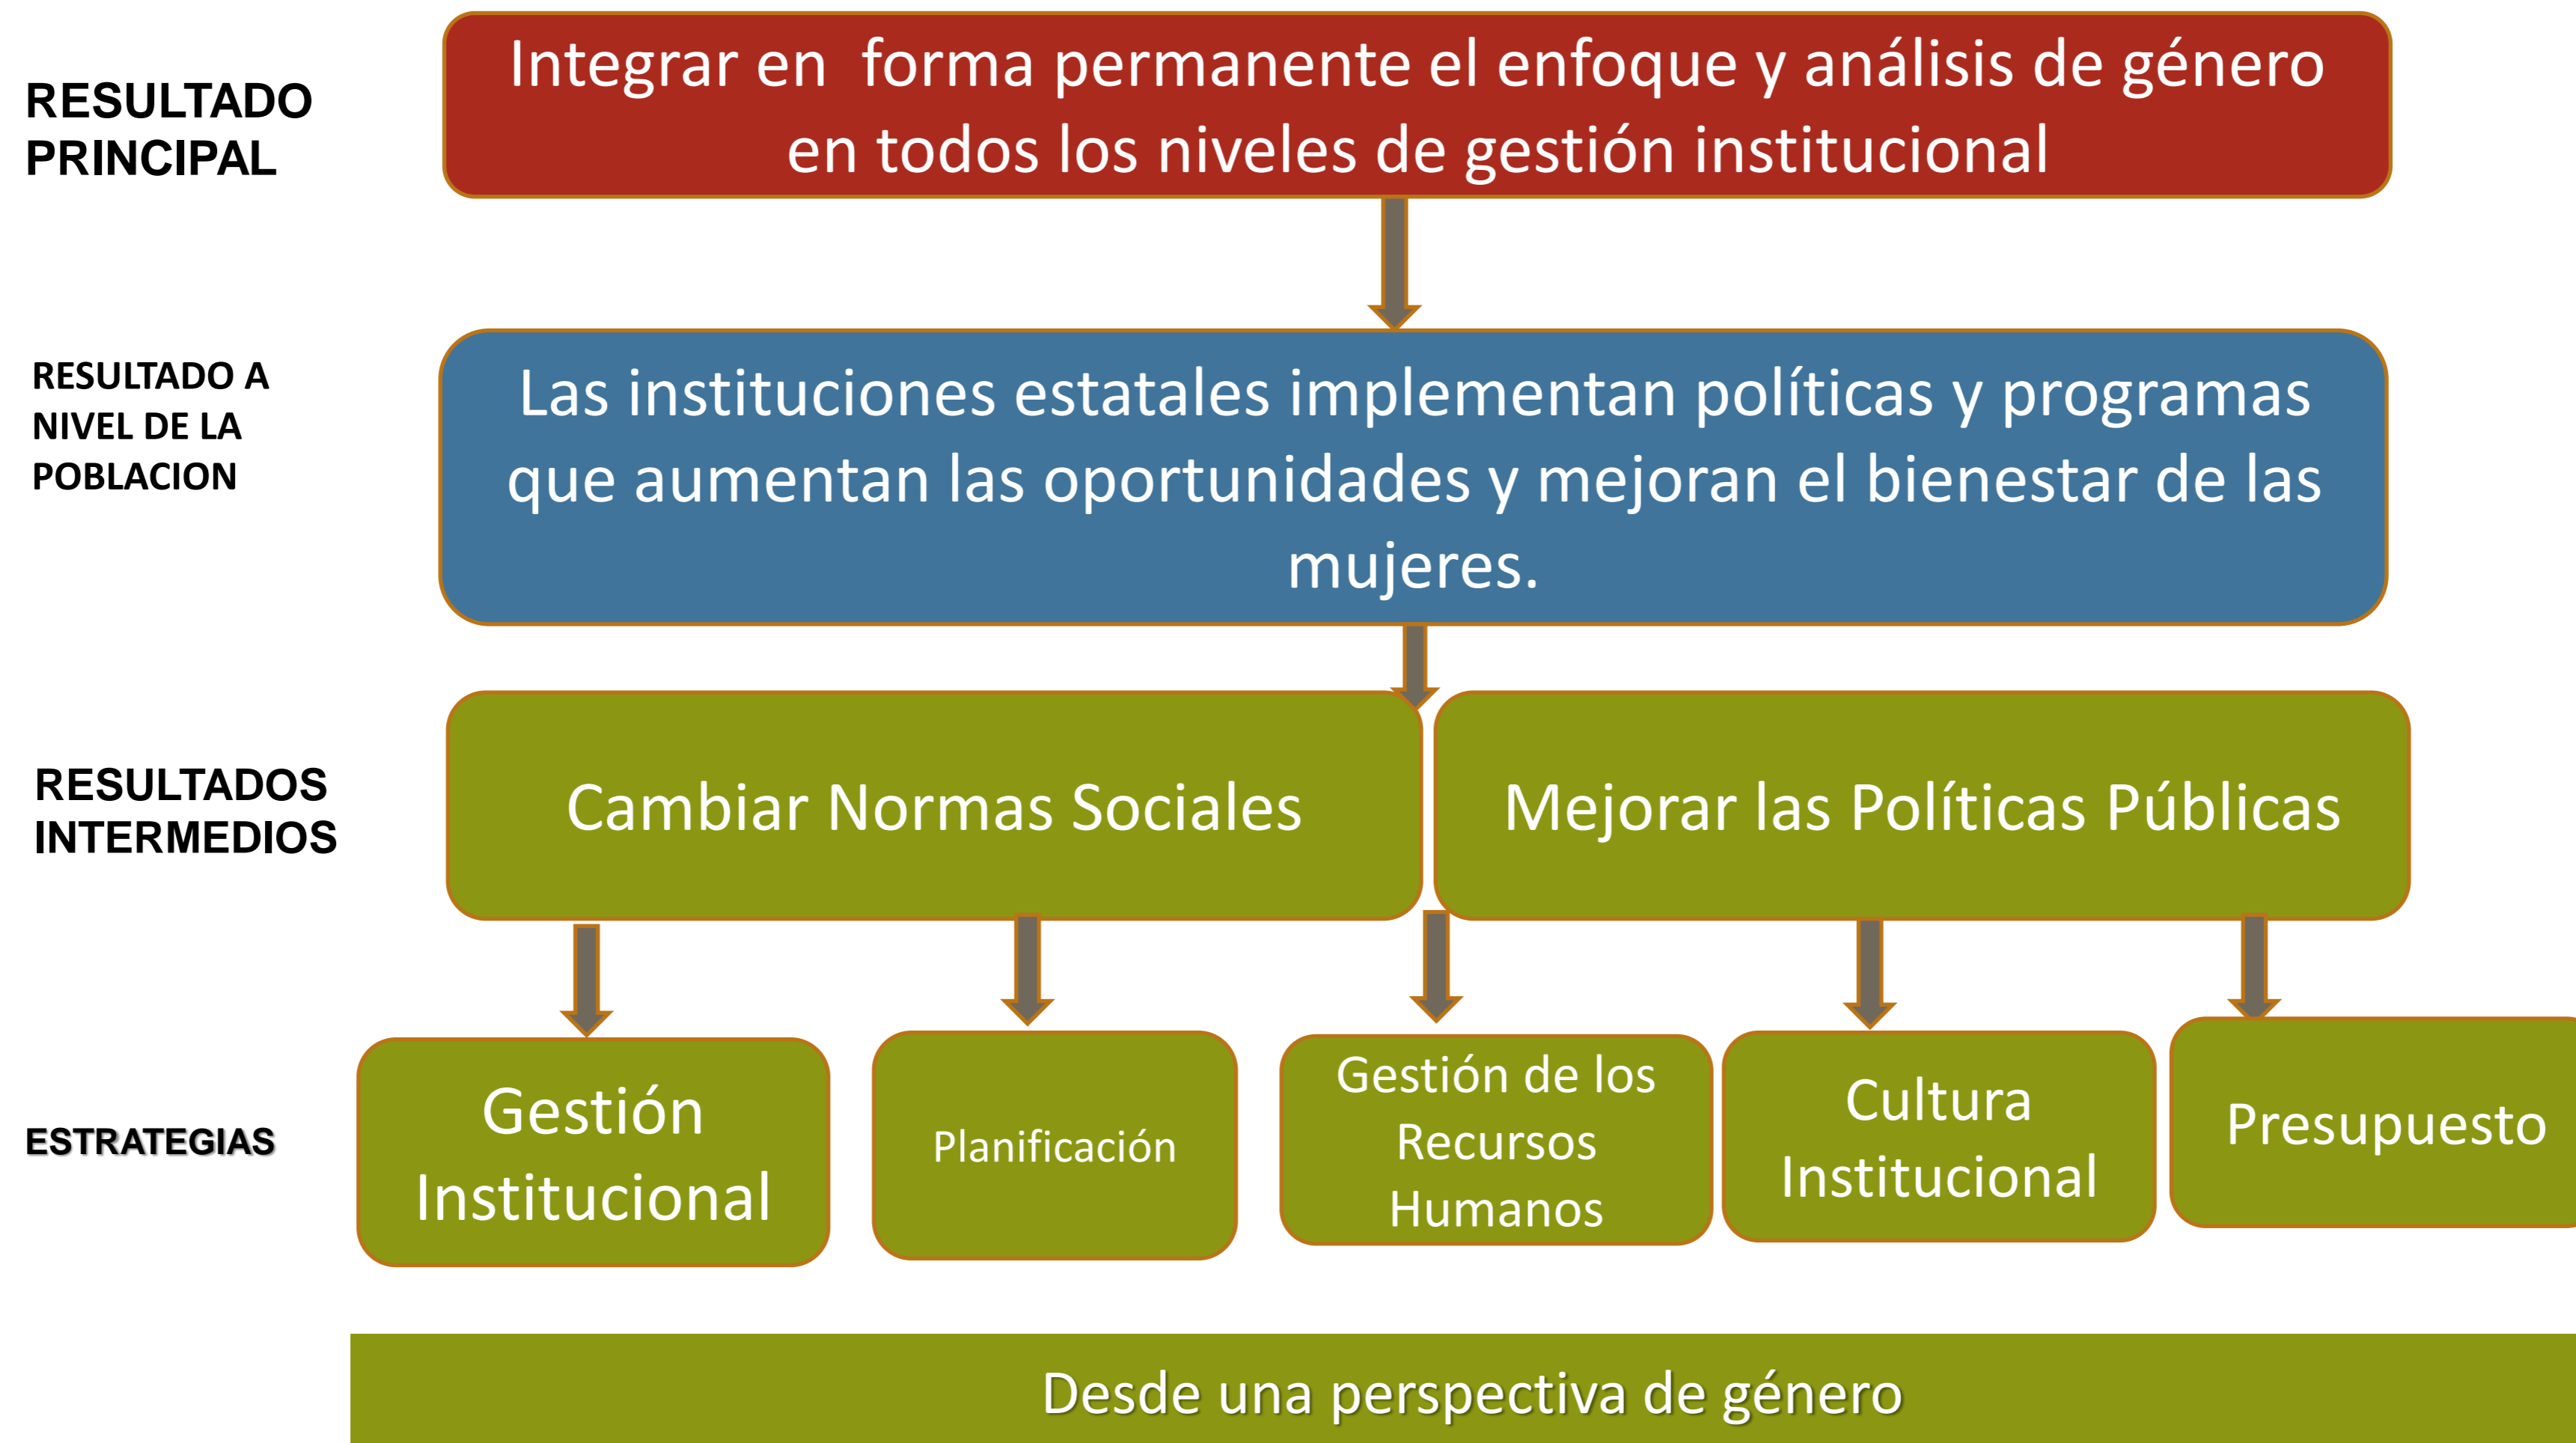 RESULTADO
PRINCIPAL
Integrar en  forma permanente el enfoque y análisis de género
en todos los niveles de gestión institucional
RESULTADO A
NIVEL DE LA
POBLACION
Las instituciones estatales implementan políticas y programas
que aumentan las oportunidades y mejoran el bienestar de las
mujeres.
RESULTADOS
INTERMEDIOS
Cambiar Normas Sociales
Mejorar las Políticas Públicas
ESTRATEGIAS
Gestión
Institucional
Planificación
Gestión de los
Recursos
Humanos
Cultura
Institucional
Presupuesto
Desde una perspectiva de género